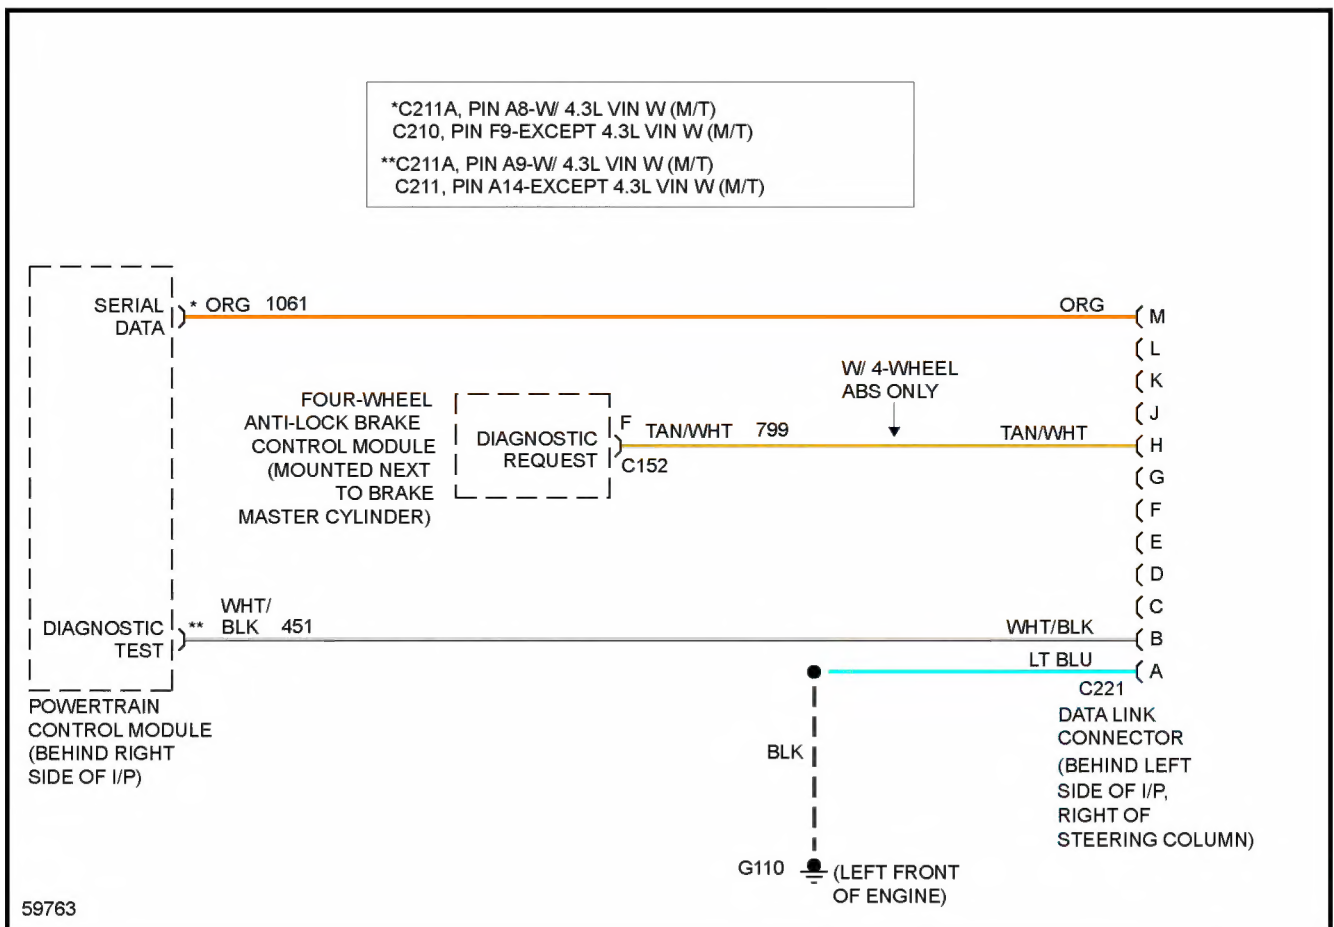 *C211A, PIN A8-W/ 4.3L VIN W (M/T)
C210, PIN F9-EXCEPT 4.3L VIN W (M/T)
**C211A, PIN A9-W/ 4.3L VIN W (M/T)
C211, PIN A14-EXCEPT 4.3L VIN W (M/T)
SERIAL
DATA
* ORG 1061
ORG
M
L
K
J
H
G
F
E
D
C
B
A
W/ 4-WHEEL
ABS ONLY
FOUR-WHEEL
ANTI-LOCK BRAKE
CONTROL MODULE
(MOUNTED NEXT
TO BRAKE
MASTER CYLINDER)
DIAGNOSTIC
REQUEST
F
TAN/WHT 799
TAN/WHT
C152
DIAGNOSTIC
TEST
** WHT/
BLK 451
WHT/BLK
LT BLU
C221
DATA LINK
CONNECTOR
(BEHIND LEFT
SIDE OF I/P,
RIGHT OF
STEERING COLUMN)
POWERTRAIN
CONTROL MODULE
(BEHIND RIGHT
SIDE OF I/P)
BLK
G110
(LEFT FRONT
OF ENGINE)
59763